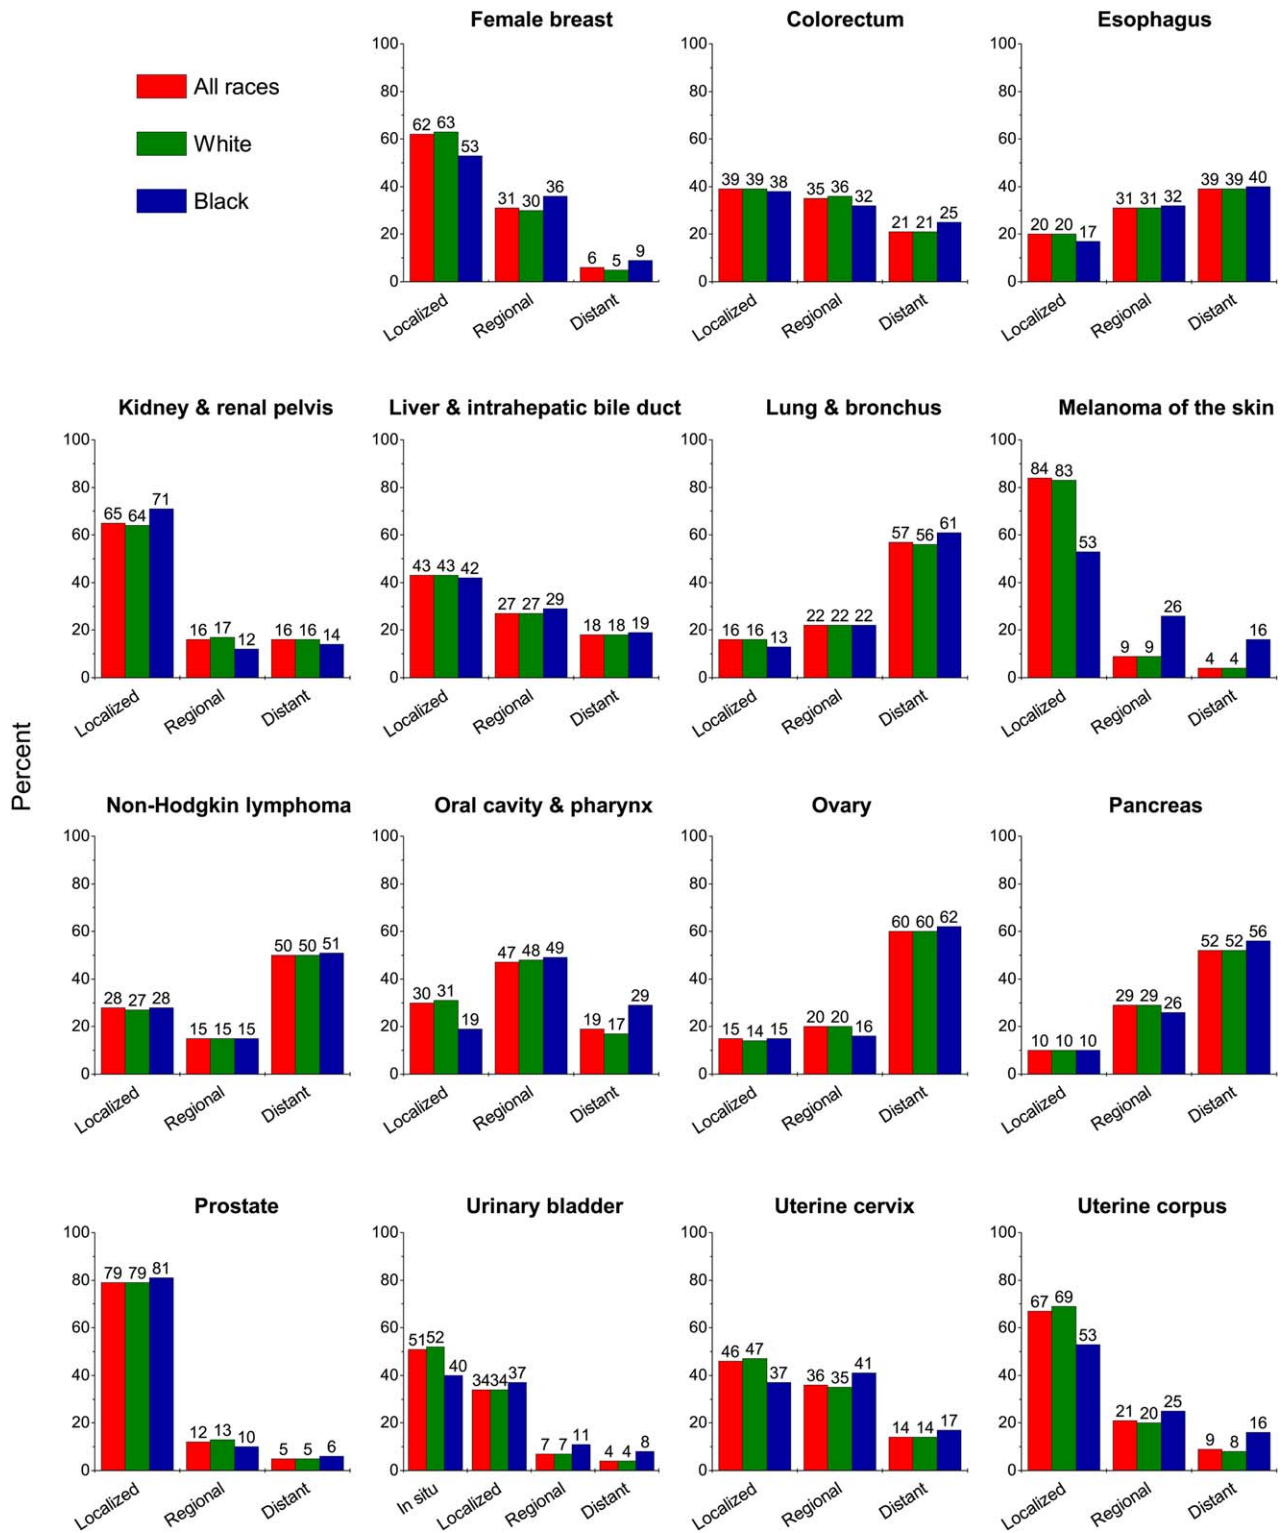 Female breast
Colorectum
Esophagus
All races
White
Black
100
80
60
40
20
0
62 63 53
31 30 36
6 5 9
Localized
Regional
Distant
100
80
60
40
20
0
39 39 38
35 36 32
21 21 25
Localized
Regional
Distant
100
80
60
40
20
0
20 20 17
31 31 32
39 39 40
Localized
Regional
Distant
Percent
Kidney & renal pelvis
100
80
60
40
20
0
65 64 71
16 17 12
16 16 14
Localized
Regional
Distant
Liver & intrahepatic bile duct
100
80
60
40
20
0
43 43 42
27 27 29
18 18 19
Localized
Regional
Distant
Lung & bronchus
100
80
60
40
20
0
16 16 13
22 22 22
57 56 61
Localized
Regional
Distant
Melanoma of the skin
100
80
60
40
20
0
84 83 53
9 9 26
4 4 16
Localized
Regional
Distant
Non-Hodgkin lymphoma
100
80
60
40
20
0
28 27 28
15 15 15
50 50 51
Localized
Regional
Distant
Oral cavity & pharynx
100
80
60
40
20
0
30 31 19
47 48 49
19 17 29
Localized
Regional
Distant
Ovary
100
80
60
40
20
0
15 14 15
20 20 16
60 60 62
Localized
Regional
Distant
Pancreas
100
80
60
40
20
0
10 10 10
29 29 26
52 52 56
Localized
Regional
Distant
Prostate
100
80
60
40
20
0
79 79 81
12 13 10
5 5 6
Localized
Regional
Distant
Urinary bladder
100
80
60
40
20
0
51 52 40
34 34 37
7 7 11
4 4 8
In situ
Localized
Regional
Distant
Uterine cervix
100
80
60
40
20
0
46 47 37
36 35 41
14 14 17
Localized
Regional
Distant
Uterine corpus
100
80
60
40
20
0
67 69 53
21 20 25
9 8 16
Localized
Regional
Distant